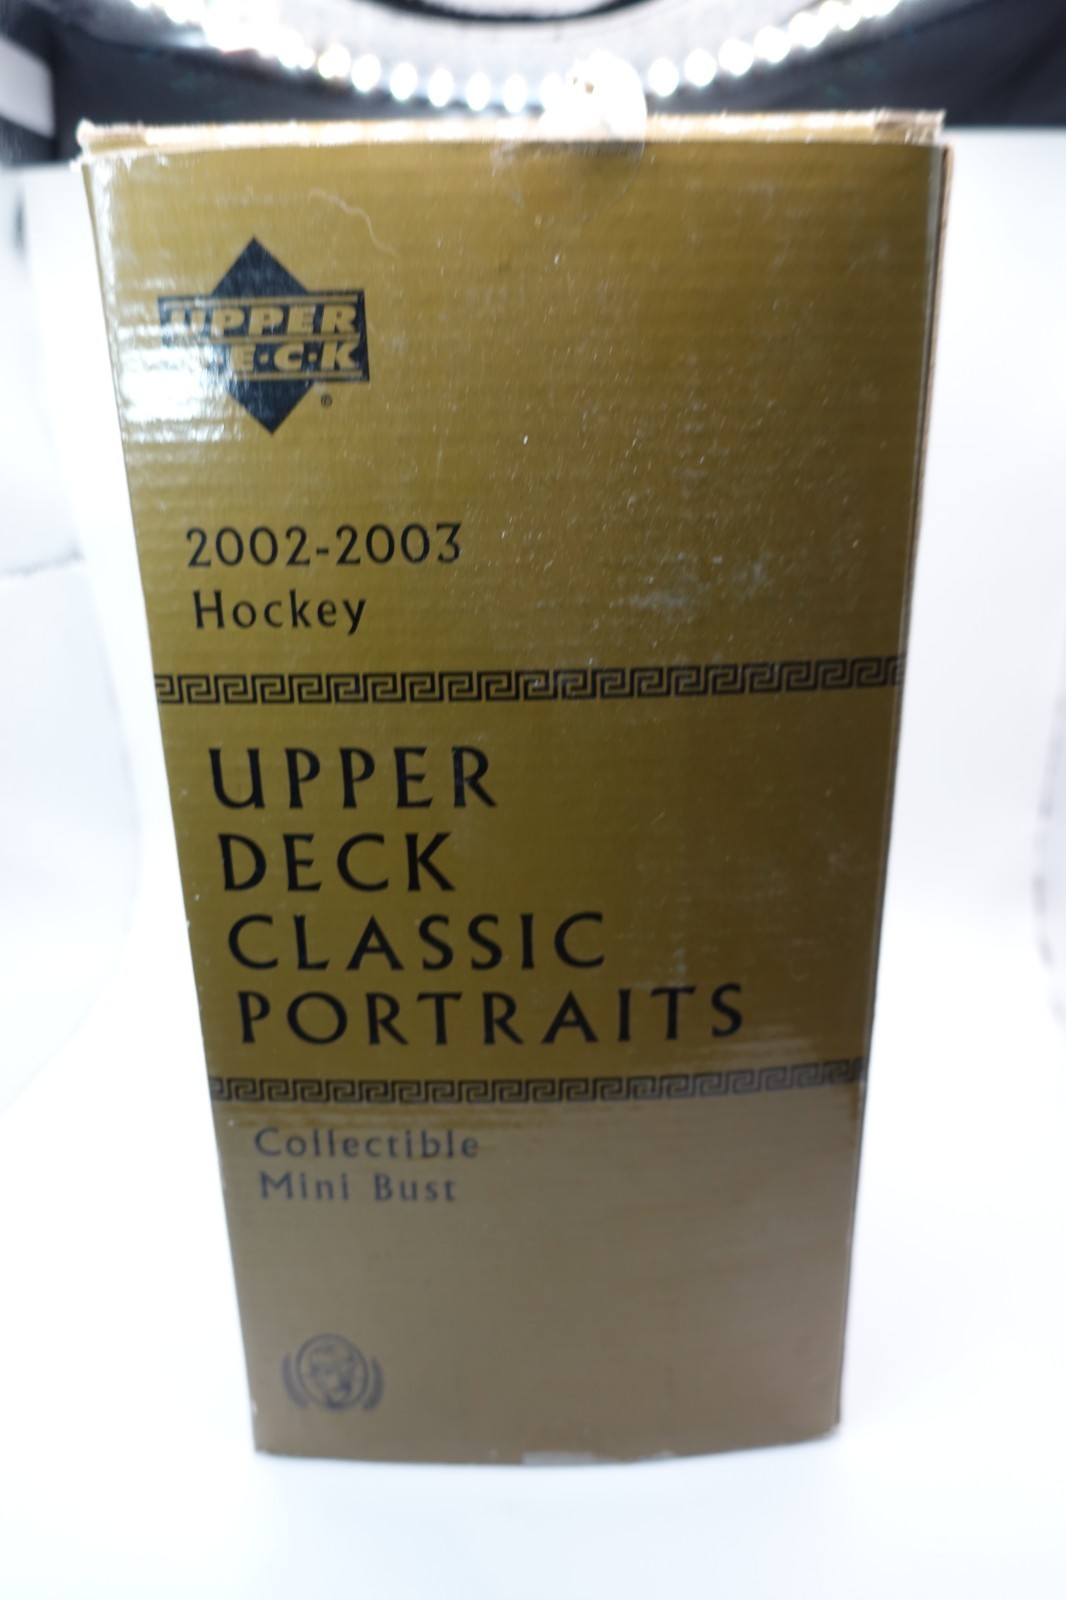 UPPER
DECK
®
2002-2003
Hockey
UPPER
DECK
CLASSIC
PORTRAITS
Collectible
Mini Bust